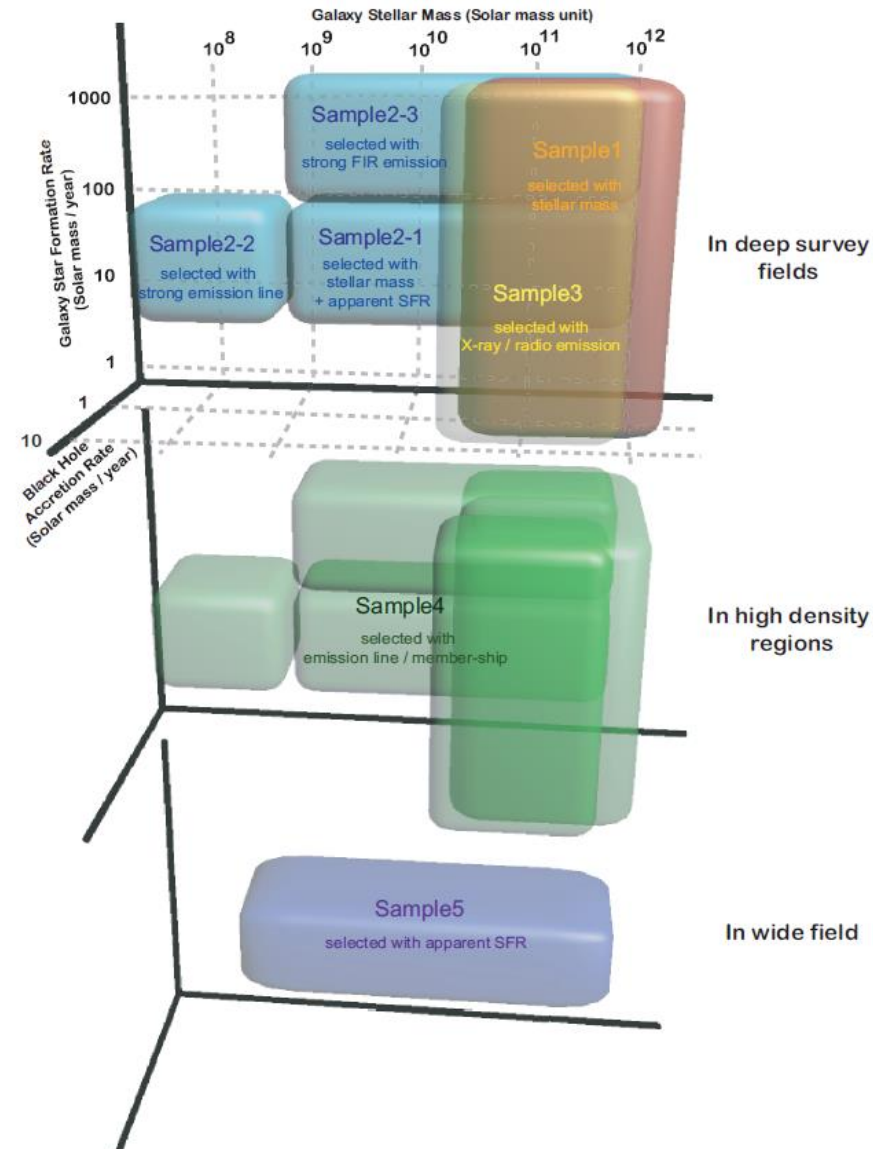 Galaxy Stellar Mass (Solar mass unit)
10^8
10^9
10^10
10^11
10^12
Galaxy Star Formation Rate
(Solar mass / year)
1000
100
10
1
Sample2-3
selected with
strong FIR emission
Sample1
selected with
stellar mass
Sample2-2
selected with
strong emission line
Sample2-1
selected with
stellar mass
+ apparent SFR
Sample3
selected with
X-ray / radio emission
In deep survey
fields
1
10
Black Hole
Accretion Rate
(Solar mass / year)
Sample4
selected with
emission line / member-ship
In high density
regions
Sample5
selected with apparent SFR
In wide field